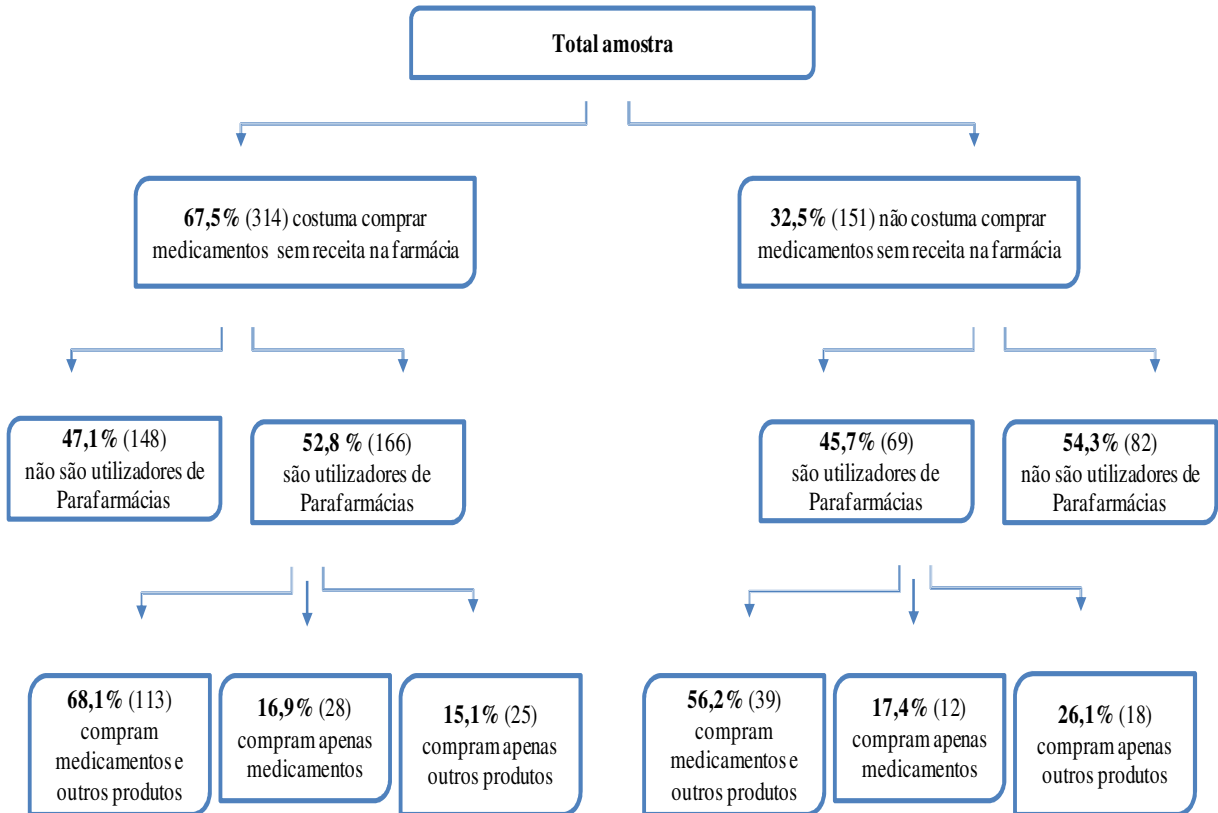 Total amostra
67,5% (314) costuma comprar
medicamentos sem receita na farmácia
32,5% (151) não costuma comprar
medicamentos sem receita na farmácia
47,1% (148)
não são utilizadores de
Parafarmácias
52,8 % (166)
são utilizadores de
Parafarmácias
45,7% (69)
são utilizadores de
Parafarmácias
54,3% (82)
não são utilizadores de
Parafarmácias
68,1% (113)
compram
medicamentos e
outros produtos
16,9% (28)
compram apenas
medicamentos
15,1% (25)
compram apenas
outros produtos
56,2% (39)
compram
medicamentos e
outros produtos
17,4% (12)
compram apenas
medicamentos
26,1% (18)
compram apenas
outros produtos